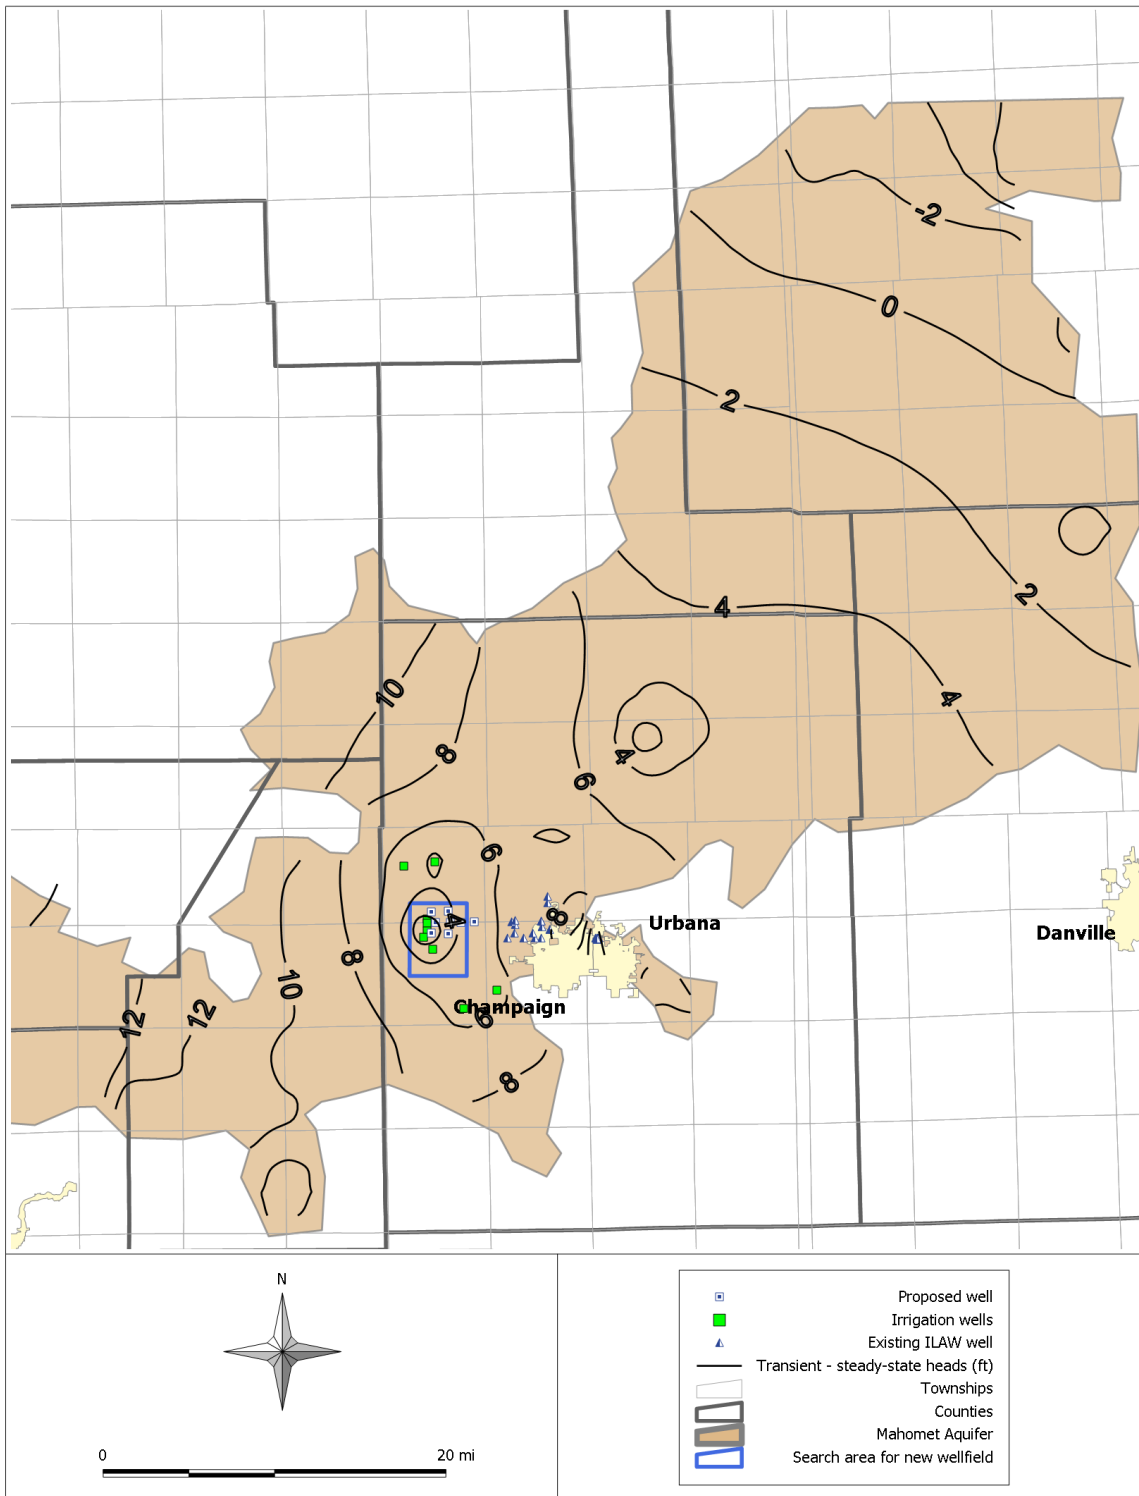 -2
0
2
2
4
4
10
8
4
6
6
4
8
Urbana
Danville
8
10
12
12
Champaign
6
8
N
0 20 mi
Proposed well
Irrigation wells
Existing ILAW well
Transient - steady-state heads (ft)
Townships
Counties
Mahomet Aquifer
Search area for new wellfield